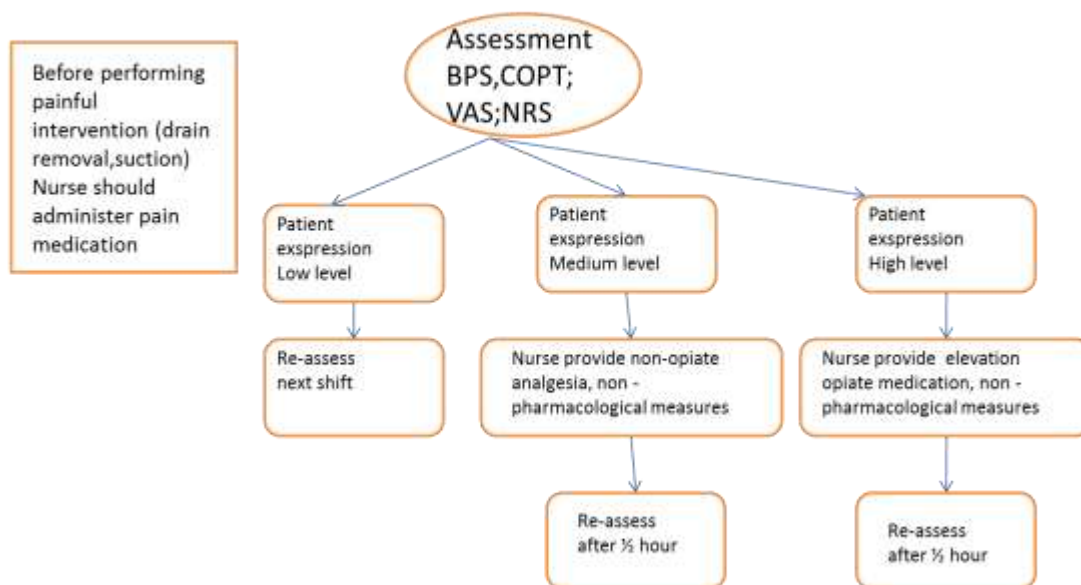 Before performing
painful
intervention (drain
removal,suction)
Nurse should
administer pain
medication
Assessment
BPS,COPT;
VAS;NRS
Patient
exspression
Low level
Patient
exspression
Medium level
Patient
exspression
High level
Re-assess
next shift
Nurse provide non-opiate
analgesia, non -
pharmacological measures
Nurse provide elevation
opiate medication, non -
pharmacological measures
Re-assess
after ½ hour
Re-assess
after ½ hour